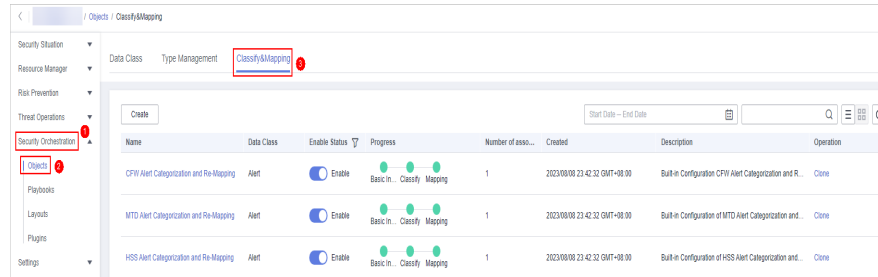 / Objects / Classify&Mapping
Security Situation
Resource Manager
Risk Prevention
Threat Operations
Security Orchestration
1
Objects
2
Playbooks
Layouts
Plugins
Settings
Data Class Type Management Classify&Mapping 3
Create
Start Date – End Date
Name Data Class Enable Status Progress Number of asso... Created Description Operation
CFW Alert Categorization and Re-Mapping Alert Enable Basic In... Classify Mapping 1 2023/08/08 23:42:32 GMT+08:00 Built-in Configuration CFW Alert Categorization and R... Clone
MTD Alert Categorization and Re-Mapping Alert Enable Basic In... Classify Mapping 1 2023/08/08 23:42:32 GMT+08:00 Built-in Configuration of MTD Alert Categorization and... Clone
HSS Alert Categorization and Re-Mapping Alert Enable Basic In... Classify Mapping 1 2023/08/08 23:42:32 GMT+08:00 Built-in Configuration of HSS Alert Categorization and... Clone